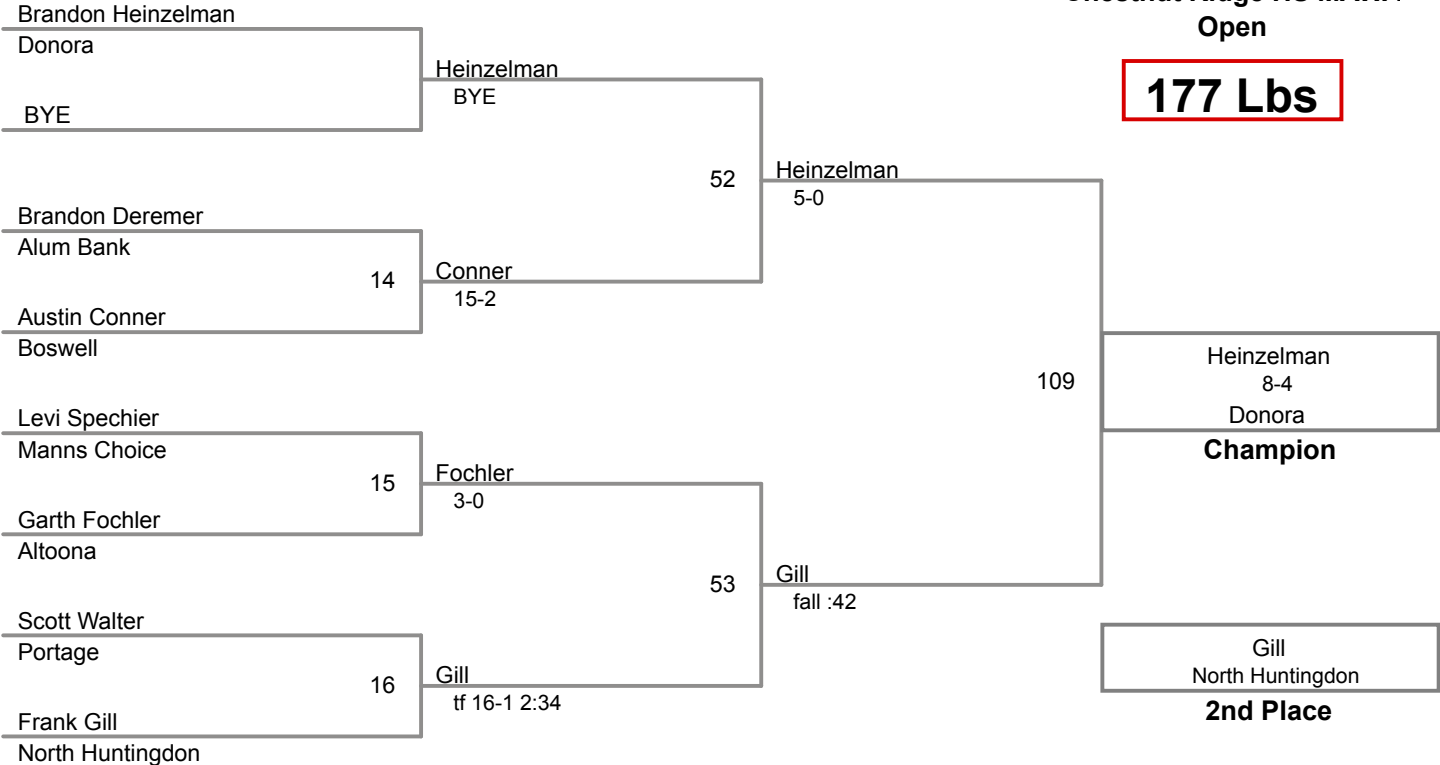 Open
177 Lbs
Brandon Heinzelman
Donora
BYE
Heinzelman
BYE
Brandon Deremer
Alum Bank
14
Austin Conner
Boswell
Conner
15-2
52
Heinzelman
5-0
Levi Spechier
Manns Choice
15
Garth Fochler
Altoona
Fochler
3-0
Scott Walter
Portage
16
Frank Gill
North Huntingdon
Gill
tf 16-1 2:34
53
Gill
fall :42
109
Heinzelman
8-4
Donora
Champion
Gill
North Huntingdon
2nd Place